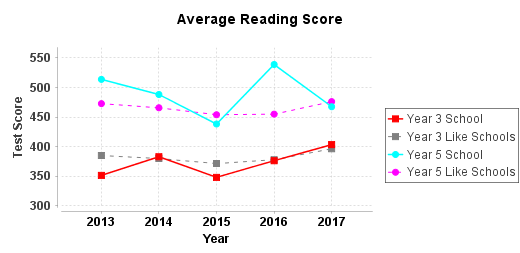 Average Reading Score
Test Score
550
500
450
400
350
300
2013 2014 2015 2016 2017
Year
Year 3 School
Year 3 Like Schools
Year 5 School
Year 5 Like Schools